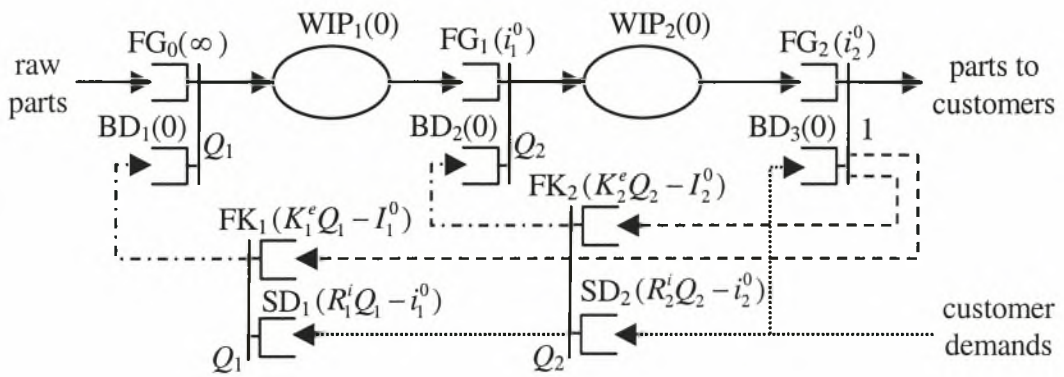 WIP₁(0) WIP₂(0)
FG₀(∞) FG₁(i₁⁰) FG₂(i₂⁰)
raw parts
parts to customers
BD₁(0) BD₂(0) BD₃(0) 1
Q₁ Q₂
FK₂(K₂ᵉQ₂ − I₂⁰)
FK₁(K₁ᵉQ₁ − I₁⁰)
SD₁(R₁ⁱQ₁ − i₁⁰) SD₂(R₂ⁱQ₂ − i₂⁰)
customer demands
Q₁ Q₂